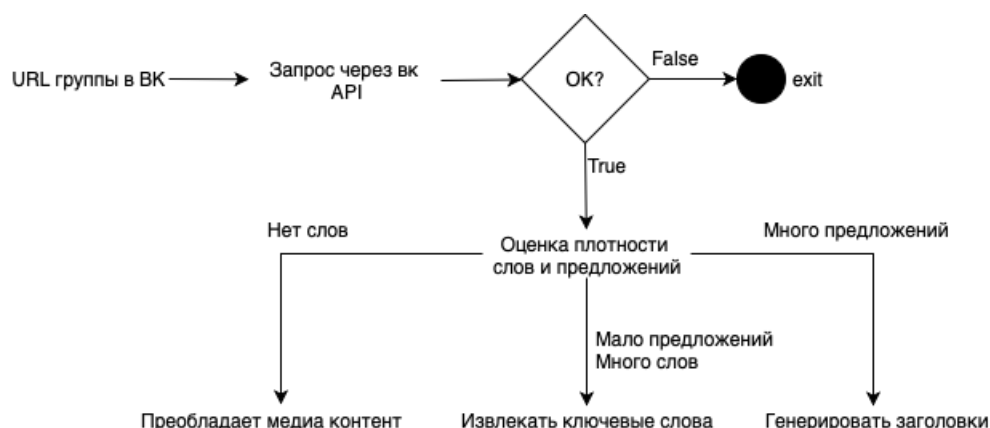 URL группы в ВК
Запрос через вк
API
OK?
False
exit
True
Нет слов
Оценка плотности
слов и предложений
Много предложений
Мало предложений
Много слов
Преобладает медиа контент
Извлекать ключевые слова
Генерировать заголовки